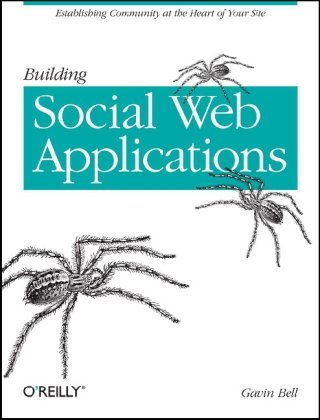 Establishing Community at the Heart of Your Site
Building
Social Web
Applications
O'REILLY®
Gavin Bell